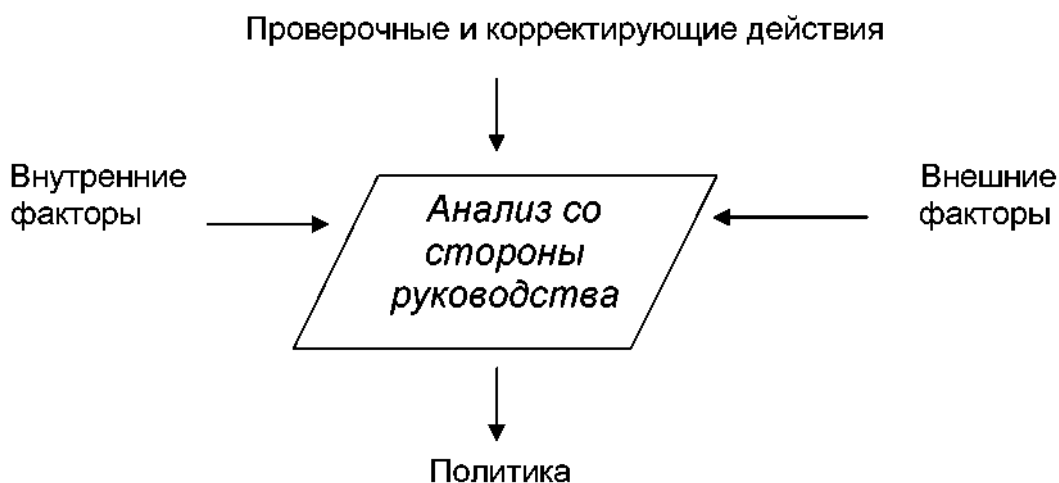 Проверочные и корректирующие действия
Внутренние
факторы
Анализ со
стороны
руководства
Внешние
факторы
Политика